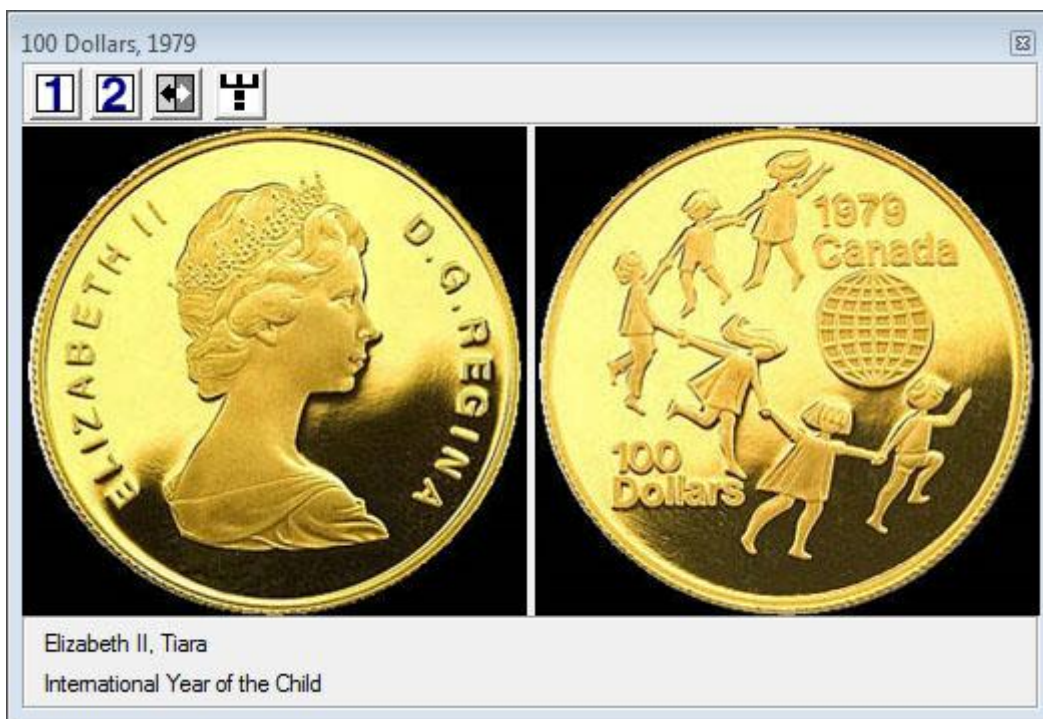 100 Dollars, 1979
1 2
ELIZABETH II D.G.REGINA
1979
Canada
100
Dollars
Elizabeth II, Tiara
International Year of the Child